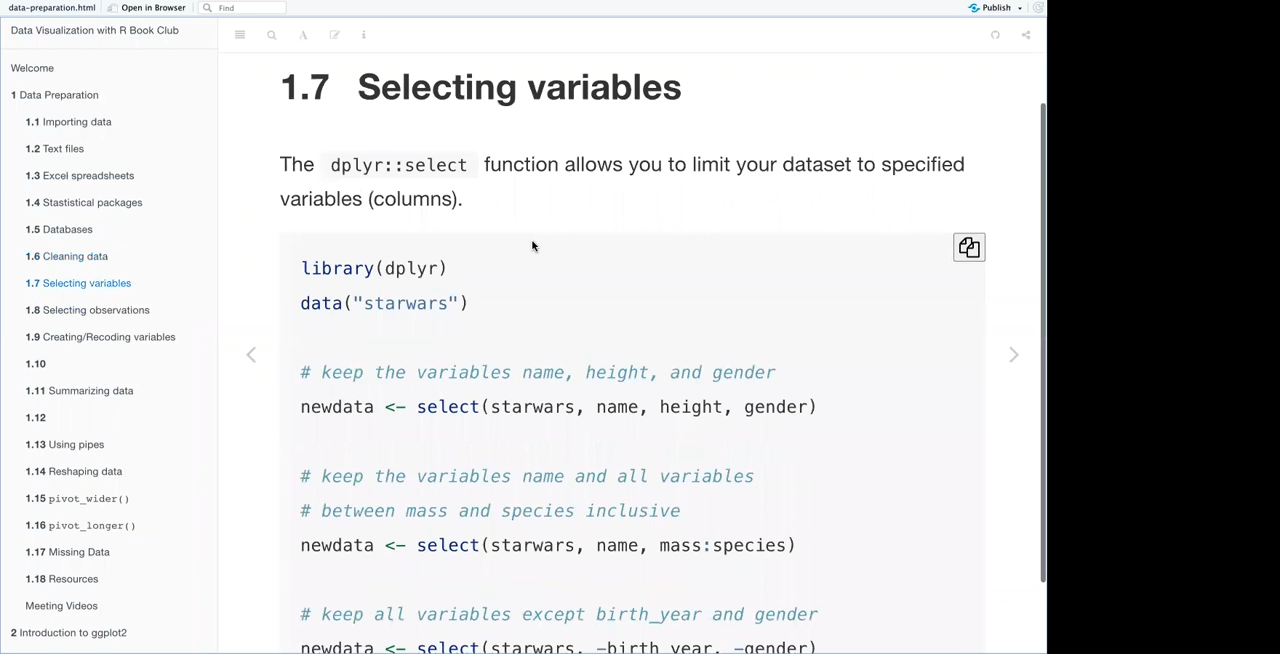 data-preparation.html
Open in Browser
Find
Publish
Data Visualization with R Book Club
Welcome
1 Data Preparation
1.1 Importing data
1.2 Text files
1.3 Excel spreadsheets
1.4 Stastistical packages
1.5 Databases
1.6 Cleaning data
1.7 Selecting variables
1.8 Selecting observations
1.9 Creating/Recoding variables
1.10
1.11 Summarizing data
1.12
1.13 Using pipes
1.14 Reshaping data
1.15 pivot_wider()
1.16 pivot_longer()
1.17 Missing Data
1.18 Resources
Meeting Videos
2 Introduction to ggplot2
1.7 Selecting variables
The dplyr::select function allows you to limit your dataset to specified
variables (columns).
library(dplyr)
data("starwars")
# keep the variables name, height, and gender
newdata <- select(starwars, name, height, gender)
# keep the variables name and all variables
# between mass and species inclusive
newdata <- select(starwars, name, mass:species)
# keep all variables except birth_year and gender
newdata <- select(starwars, -birth_year, -gender)